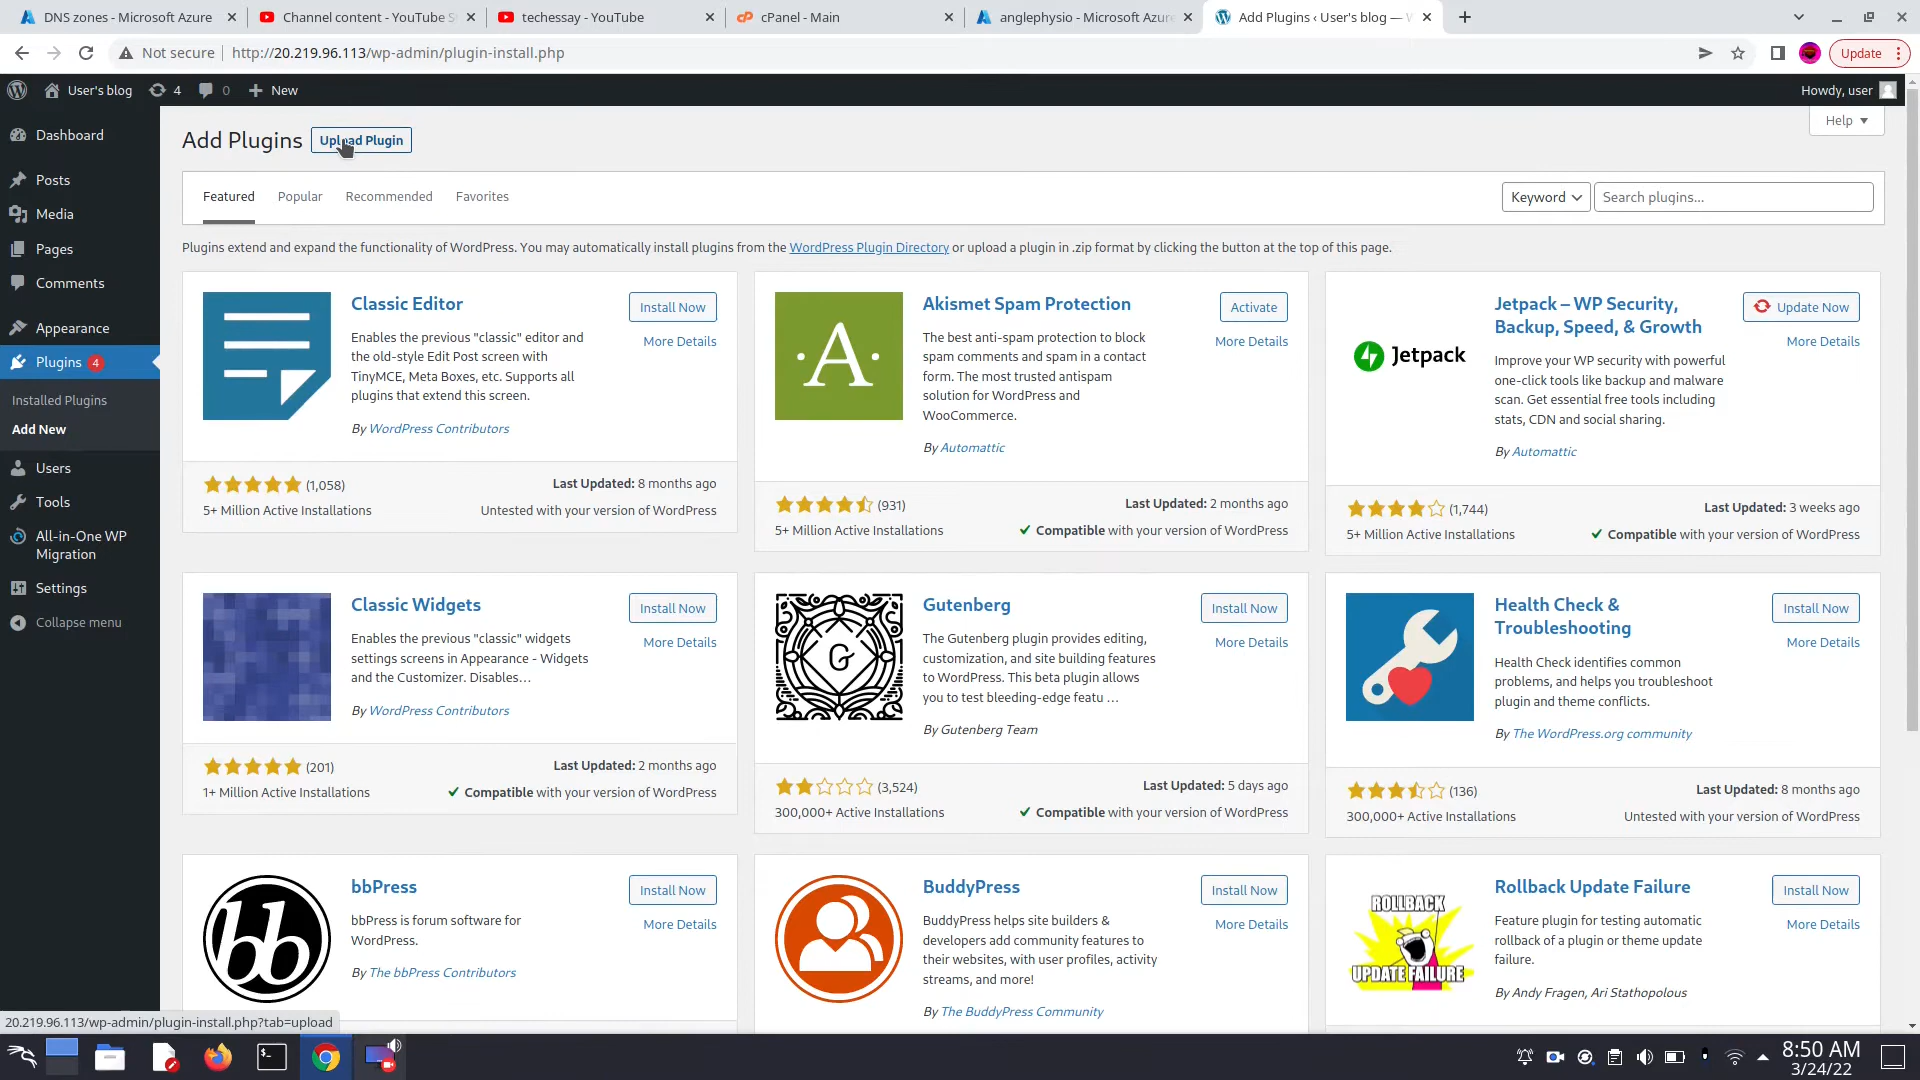 DNS zones - Microsoft Azure
Channel content - YouTube S
techessay - YouTube
cPanel - Main
anglephysio - Microsoft Azure
Add Plugins ‹ User's blog — W
Not secure
http://20.219.96.113/wp-admin/plugin-install.php
Update
User's blog
4
0
New
Howdy, user
Dashboard
Posts
Media
Pages
Comments
Appearance
Plugins 4
Installed Plugins
Add New
Users
Tools
All-in-One WP
Migration
Settings
Collapse menu
Add Plugins
Upload Plugin
Help
Featured
Popular
Recommended
Favorites
Keyword
Search plugins...
Plugins extend and expand the functionality of WordPress. You may automatically install plugins from the WordPress Plugin Directory or upload a plugin in .zip format by clicking the button at the top of this page.
Classic Editor
Install Now
More Details
Enables the previous "classic" editor and
the old-style Edit Post screen with
TinyMCE, Meta Boxes, etc. Supports all
plugins that extend this screen.
By WordPress Contributors
(1,058)
Last Updated: 8 months ago
5+ Million Active Installations
Untested with your version of WordPress
A
Akismet Spam Protection
Activate
More Details
The best anti-spam protection to block
spam comments and spam in a contact
form. The most trusted antispam
solution for WordPress and
WooCommerce.
By Automattic
(931)
Last Updated: 2 months ago
5+ Million Active Installations
Compatible with your version of WordPress
Jetpack
Jetpack – WP Security,
Backup, Speed, & Growth
Update Now
More Details
Improve your WP security with powerful
one-click tools like backup and malware
scan. Get essential free tools including
stats, CDN and social sharing.
By Automattic
(1,744)
Last Updated: 3 weeks ago
5+ Million Active Installations
Compatible with your version of WordPress
Classic Widgets
Install Now
More Details
Enables the previous "classic" widgets
settings screens in Appearance - Widgets
and the Customizer. Disables…
By WordPress Contributors
(201)
Last Updated: 2 months ago
1+ Million Active Installations
Compatible with your version of WordPress
G
Gutenberg
Install Now
More Details
The Gutenberg plugin provides editing,
customization, and site building features
to WordPress. This beta plugin allows
you to test bleeding-edge featu …
By Gutenberg Team
(3,524)
Last Updated: 5 days ago
300,000+ Active Installations
Compatible with your version of WordPress
Health Check &
Troubleshooting
Install Now
More Details
Health Check identifies common
problems, and helps you troubleshoot
plugin and theme conflicts.
By The WordPress.org community
(136)
Last Updated: 8 months ago
300,000+ Active Installations
Untested with your version of WordPress
bb
bbPress
Install Now
More Details
bbPress is forum software for
WordPress.
By The bbPress Contributors
BuddyPress
Install Now
More Details
BuddyPress helps site builders &
developers add community features to
their websites, with user profiles, activity
streams, and more!
By The BuddyPress Community
ROLLBACK
UPDATE FAILURE
Rollback Update Failure
Install Now
More Details
Feature plugin for testing automatic
rollback of a plugin or theme update
failure.
By Andy Fragen, Ari Stathopolous
20.219.96.113/wp-admin/plugin-install.php?tab=upload
8:50 AM
3/24/22